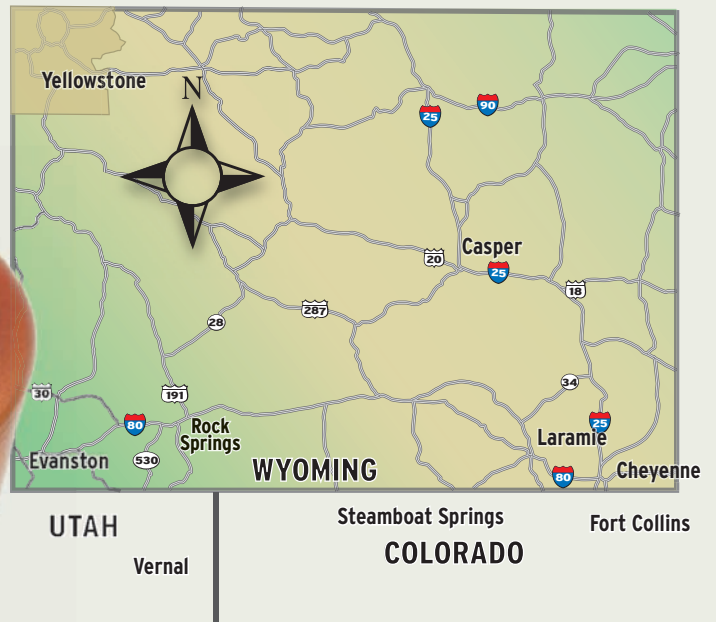 Yellowstone
N
25
90
Casper
20
25
18
28
287
30
191
34
80
Rock
Springs
25
Laramie
Evanston
530
WYOMING
80
Cheyenne
UTAH
Steamboat Springs
Fort Collins
COLORADO
Vernal